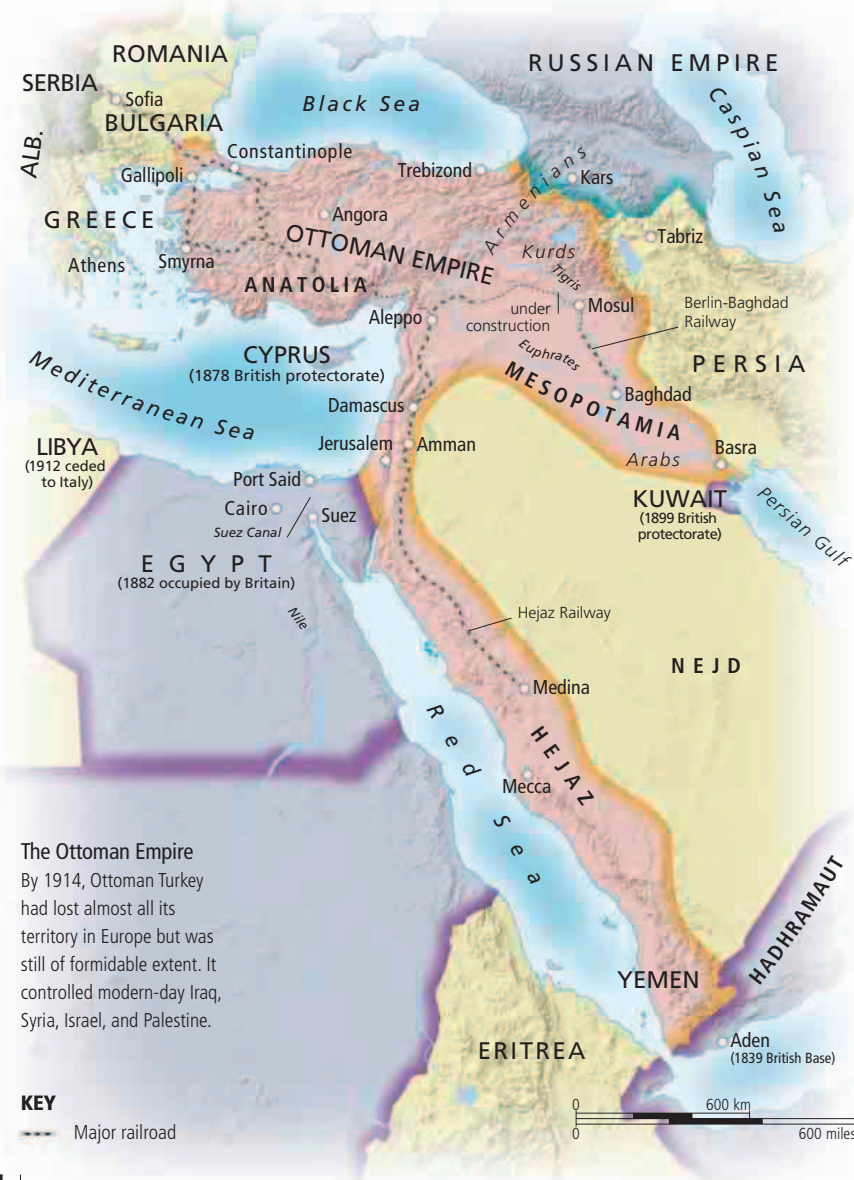 ROMANIA
RUSSIAN EMPIRE
SERBIA
Sofia
Black Sea
Caspian Sea
BULGARIA
ALB.
Constantinople
Gallipoli
Trebizond
Armenians
Kars
GREECE
Angora
Tabriz
OTTOMAN EMPIRE
Kurds
Athens
Smyrna
ANATOLIA
Tigris
Aleppo
under
construction
Mosul
Berlin-Baghdad
Railway
CYPRUS
(1878 British protectorate)
Euphrates
PERSIA
Mediterranean Sea
MESOPOTAMIA
Baghdad
Damascus
LIBYA
(1912 ceded
to Italy)
Jerusalem
Amman
Arabs
Basra
Port Said
KUWAIT
(1899 British
protectorate)
Persian Gulf
Cairo
Suez
Suez Canal
EGYPT
(1882 occupied by Britain)
Nile
Hejaz Railway
NEJD
Medina
Red Sea
HEJAZ
Mecca
The Ottoman Empire
By 1914, Ottoman Turkey
had lost almost all its
territory in Europe but was
still of formidable extent. It
controlled modern-day Iraq,
Syria, Israel, and Palestine.
HADHRAMAUT
YEMEN
Aden
(1839 British Base)
ERITREA
KEY
Major railroad
0 600 km
0 600 miles